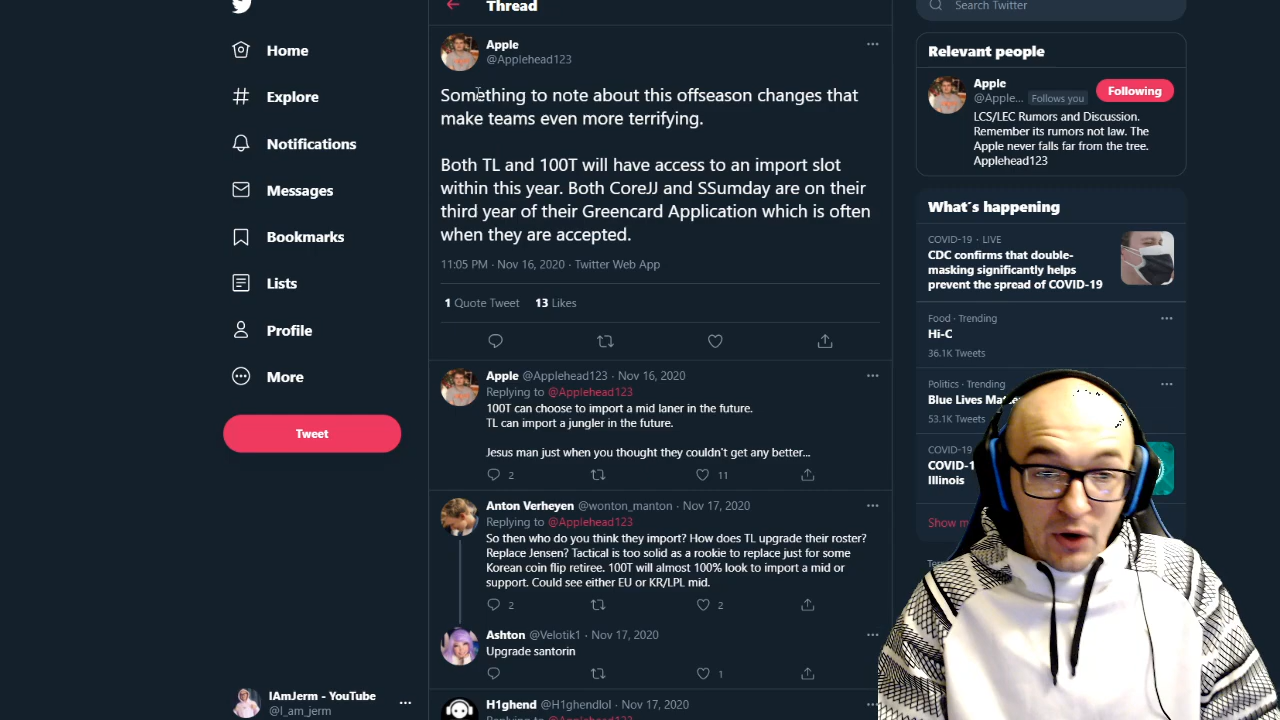 Thread
Search Twitter
Home
Explore
Notifications
Messages
Bookmarks
Lists
Profile
More
Tweet
IAmJerm - YouTube
@I_am_jerm
Apple
@Applehead123
Something to note about this offseason changes that
make teams even more terrifying.
Both TL and 100T will have access to an import slot
within this year. Both CoreJJ and SSumday are on their
third year of their Greencard Application which is often
when they are accepted.
11:05 PM · Nov 16, 2020 · Twitter Web App
1 Quote Tweet 13 Likes
Apple @Applehead123 · Nov 16, 2020
Replying to @Applehead123
100T can choose to import a mid laner in the future.
TL can import a jungler in the future.
Jesus man just when you thought they couldn't get any better...
2 11
Anton Verheyen @wonton_manton · Nov 17, 2020
Replying to @Applehead123
So then who do you think they import? How does TL upgrade their roster?
Replace Jensen? Tactical is too solid as a rookie to replace just for some
Korean coin flip retiree. 100T will almost 100% look to import a mid or
support. Could see either EU or KR/LPL mid.
2 2
Ashton @Velotik1 · Nov 17, 2020
Upgrade santorin
1
H1ghend @H1ghendlol · Nov 17, 2020
Replying to @Applehead123
Relevant people
Apple
@Apple... Follows you
Following
LCS/LEC Rumors and Discussion.
Remember its rumors not law. The
Apple never falls far from the tree.
Applehead123
What´s happening
COVID-19 · LIVE
CDC confirms that double-
masking significantly helps
prevent the spread of COVID-19
Food · Trending
Hi-C
36.1K Tweets
Politics · Trending
Blue Lives
53.1K Tweets
COVID-19
COVID-1
Illinois
Show